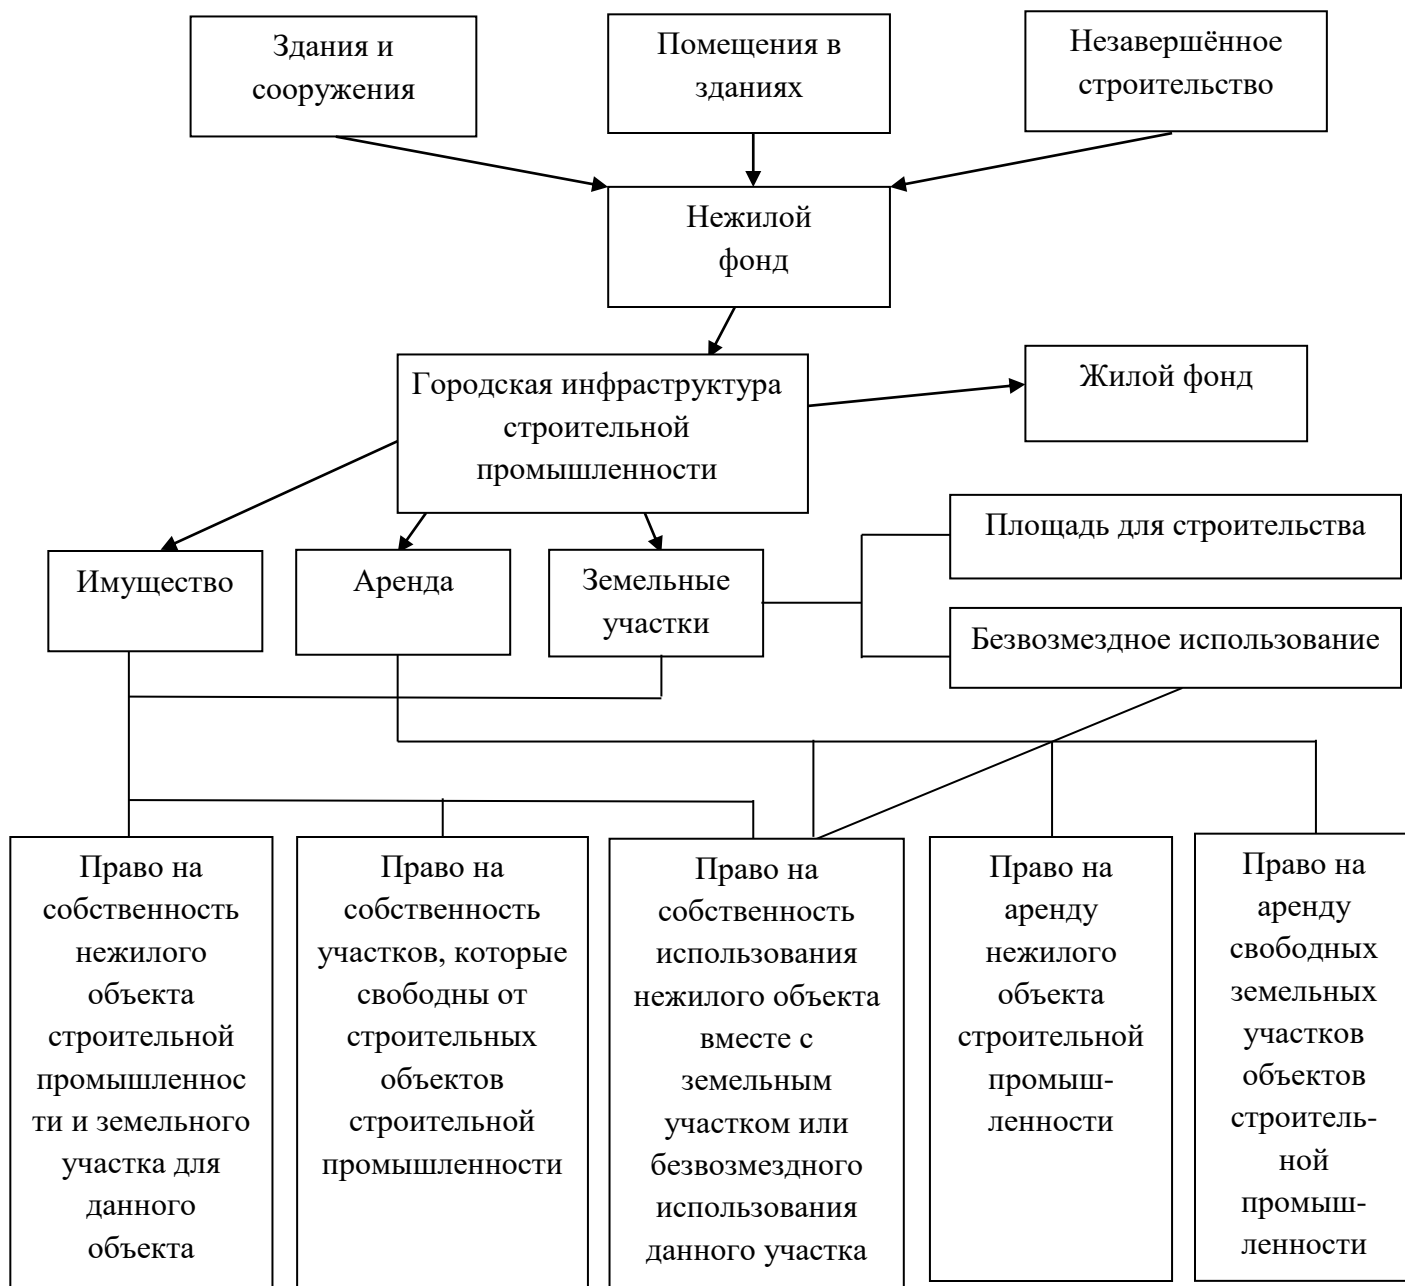 Здания и
сооружения
Помещения в
зданиях
Незавершённое
строительство
Нежилой
фонд
Городская инфраструктура
строительной
промышленности
Жилой фонд
Имущество
Аренда
Земельные
участки
Площадь для строительства
Безвозмездное использование
Право на
собственность
нежилого
объекта
строительной
промышленнос
ти и земельного
участка для
данного
объекта
Право на
собственность
участков, которые
свободны от
строительных
объектов
строительной
промышленности
Право на
собственность
использования
нежилого объекта
вместе с
земельным
участком или
безвозмездного
использования
данного участка
Право на
аренду
нежилого
объекта
строительной
промыш-
ленности
Право на
аренду
свободных
земельных
участков
объектов
строитель-
ной
промыш-
ленности